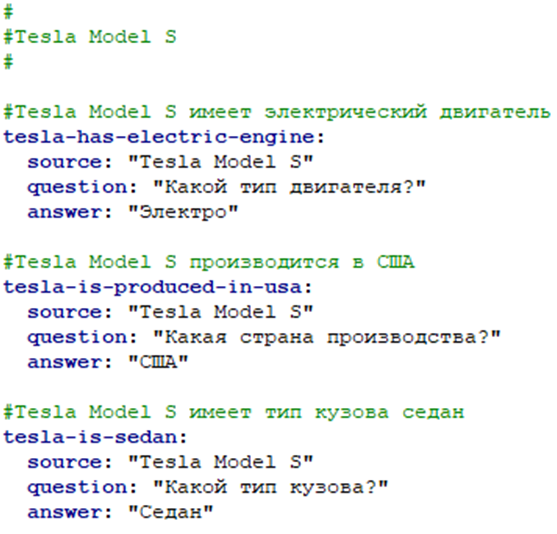 #
#Tesla Model S
#
#Tesla Model S имеет электрический двигатель
tesla-has-electric-engine:
source: "Tesla Model S"
question: "Какой тип двигателя?"
answer: "Электро"
#Tesla Model S производится в США
tesla-is-produced-in-usa:
source: "Tesla Model S"
question: "Какая страна производства?"
answer: "США"
#Tesla Model S имеет тип кузова седан
tesla-is-sedan:
source: "Tesla Model S"
question: "Какой тип кузова?"
answer: "Седан"